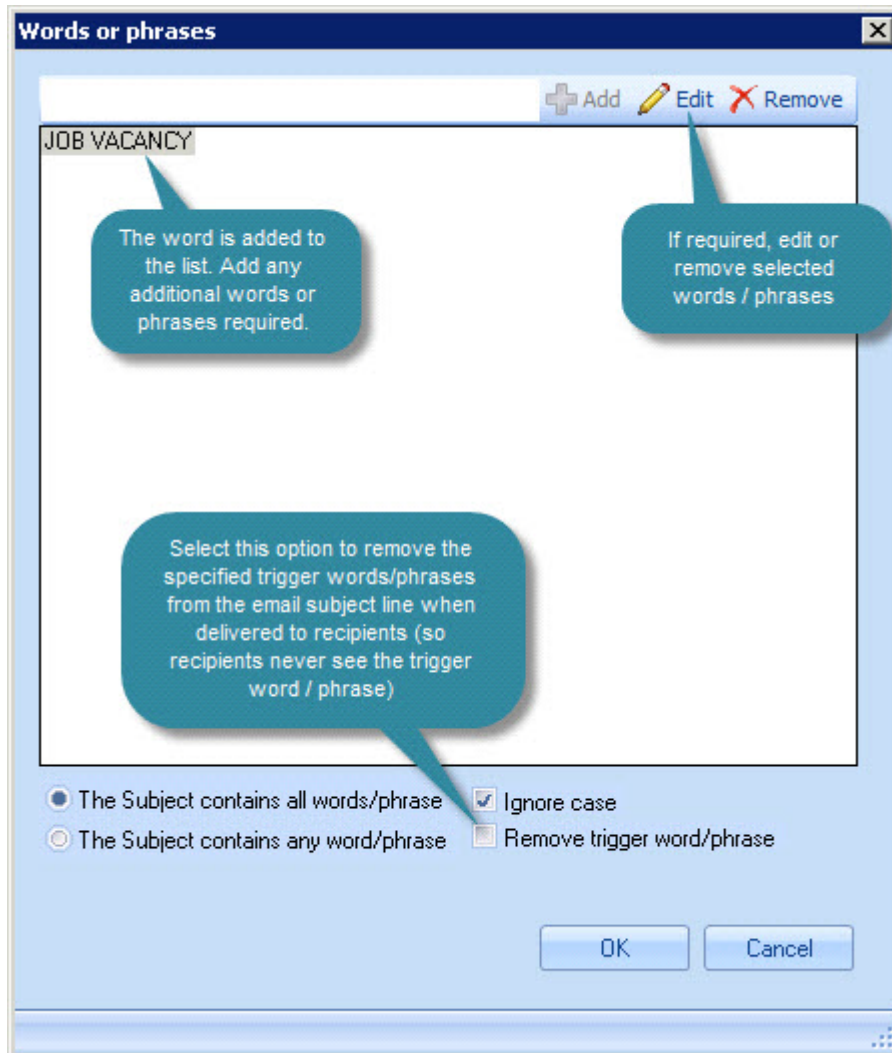 Words or phrases
Add Edit Remove
JOB VACANCY
The word is added to
the list. Add any
additional words or
phrases required.
If required, edit or
remove selected
words / phrases
Select this option to remove the
specified trigger words/phrases
from the email subject line when
delivered to recipients (so
recipients never see the trigger
word / phrase)
The Subject contains all words/phrase
Ignore case
The Subject contains any word/phrase
Remove trigger word/phrase
OK
Cancel